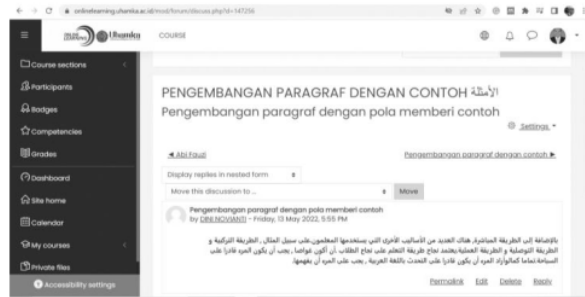 onlinelearning.uhamka.ac.id/mod/forum/discuss.php?d=147256
Uhamka
COURSE
Course sections
Participants
Badges
Competencies
Grades
Dashboard
Site home
Calendar
My courses
Private files
Accessibility settings
PENGEMBANGAN PARAGRAF DENGAN CONTOH الأمثلة
Pengembangan paragraf dengan pola memberi contoh
Settings
◄ Abi Fauzi
Pengembangan paragraf dengan contoh ►
Display replies in nested form
Move this discussion to ...
Move
Pengembangan paragraf dengan pola memberi contoh
by DINI NOVIANTI - Friday, 13 May 2022, 5:55 PM
بالإضافة إلى الطريقة المباشرة، هناك العديد من الأساليب الأخرى التي يستخدمها المعلمون.على سبيل المثال , الطريقة التركيبة و
الطريقة التوصلية و الطريقة العملية.يعتمد نجاح طريقة التعلم على نجاح الطلاب .أن أكون غواصا , يجب أن يكون المرء قادرا على
السباحة.تماما كمالوأراد المرء أن يكون قادرا على التحدث باللغة العربية , يجب على المرء أن يفهمها.
Permalink Edit Delete Reply